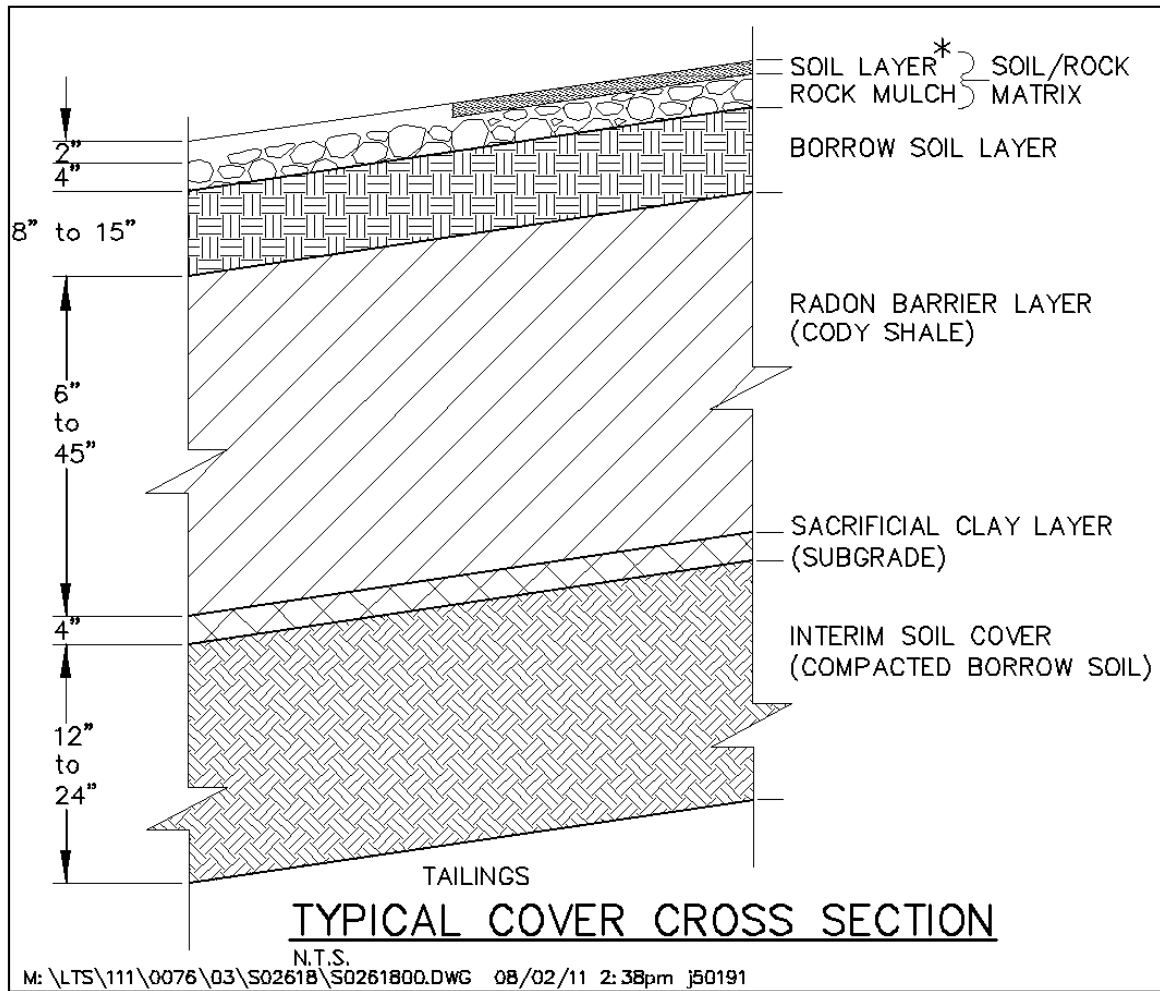 SOIL LAYER* SOIL/ROCK
ROCK MULCH MATRIX
2"
4"
BORROW SOIL LAYER
8" to 15"
RADON BARRIER LAYER
(CODY SHALE)
6"
to
45"
SACRIFICIAL CLAY LAYER
(SUBGRADE)
4"
INTERIM SOIL COVER
(COMPACTED BORROW SOIL)
12"
to
24"
TAILINGS
TYPICAL COVER CROSS SECTION
N.T.S.
M:\LTS\111\0076\03\S02618\S0261800.DWG 08/02/11 2:38pm j50191